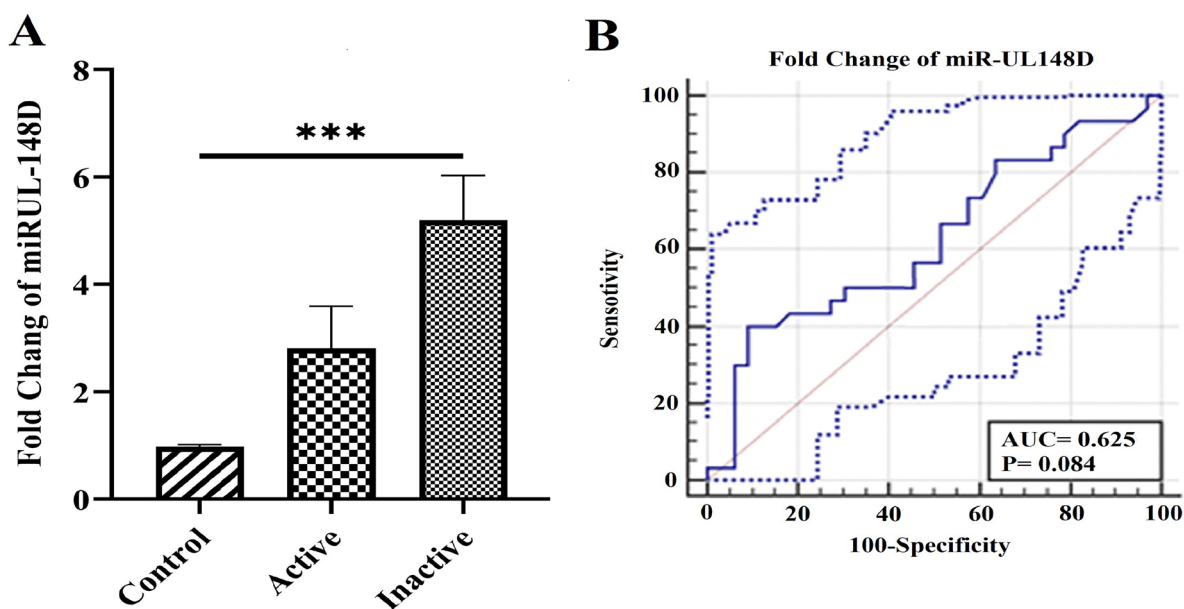 A
Fold Chang of miRUL-148D
8
6
4
2
0
***
Control
Active
Inactive
B
Fold Change of miR-UL148D
Sensotivity
100
80
60
40
20
0
AUC= 0.625
P= 0.084
0 20 40 60 80 100
100-Specificity